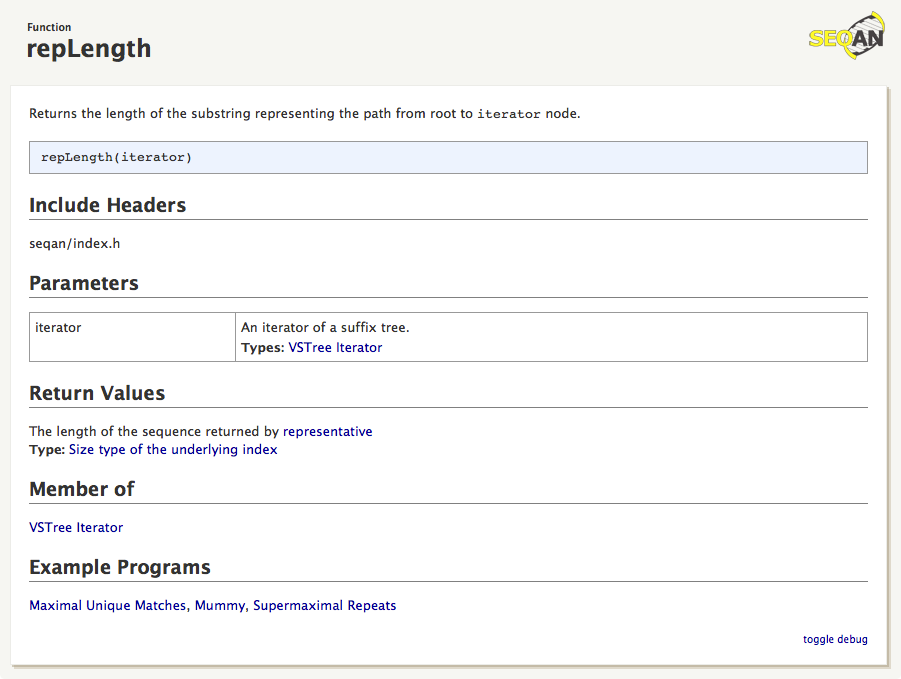 Function
repLength
SEQAN
Returns the length of the substring representing the path from root to iterator node.
repLength(iterator)
Include Headers
seqan/index.h
Parameters
iterator
An iterator of a suffix tree.
Types: VSTree Iterator
Return Values
The length of the sequence returned by representative
Type: Size type of the underlying index
Member of
VSTree Iterator
Example Programs
Maximal Unique Matches, Mummy, Supermaximal Repeats
toggle debug